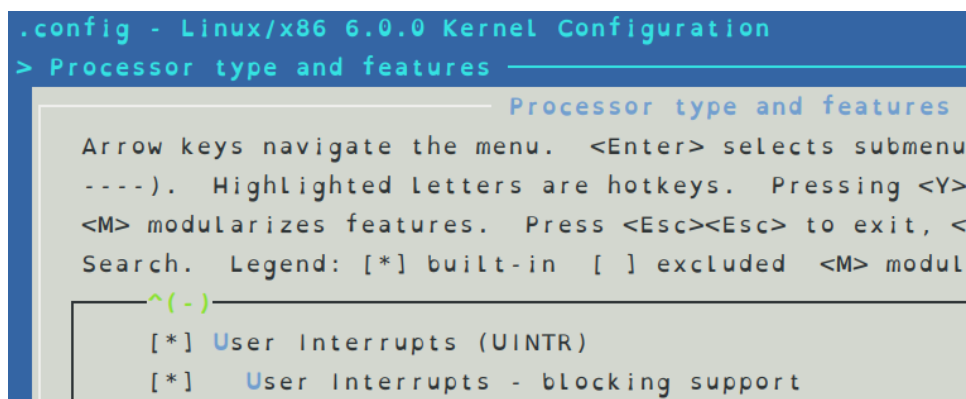 .config - Linux/x86 6.0.0 Kernel Configuration
> Processor type and features
Processor type and features
Arrow keys navigate the menu. <Enter> selects submenu
----). Highlighted letters are hotkeys. Pressing <Y>
<M> modularizes features. Press <Esc><Esc> to exit, <
Search. Legend: [*] built-in [ ] excluded <M> modul
^(-)
[*] User Interrupts (UINTR)
[*] User Interrupts - blocking support